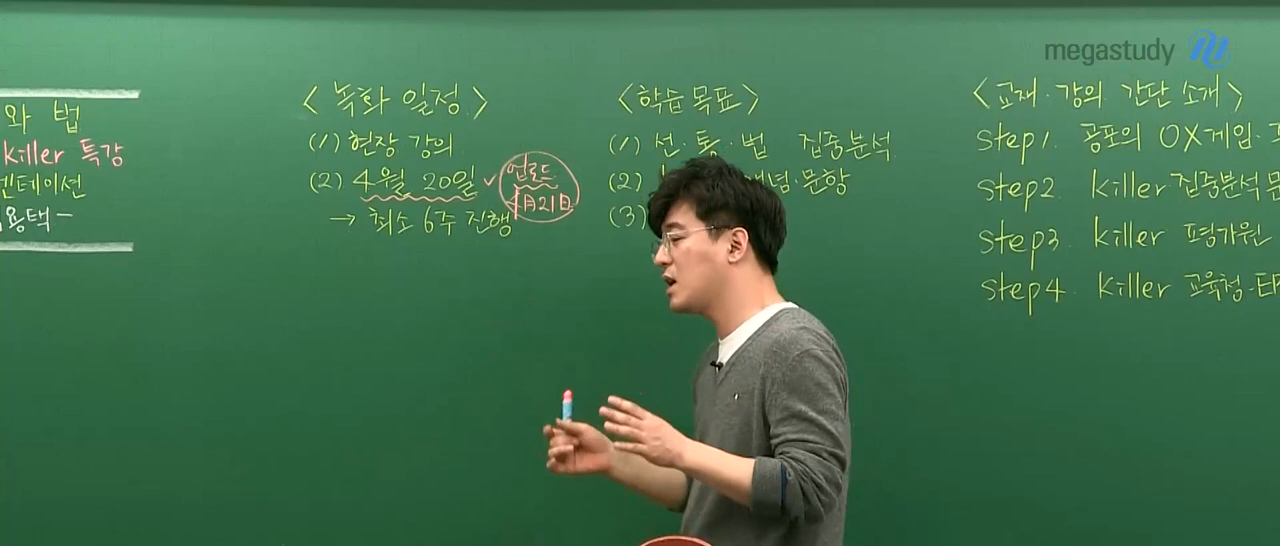 megastudy
와 법
killer 특강
텐테이션
용택 -
< 녹화 일정 >
(1) 현장 강의
(2) 4월 20일 ✓
→ 최소 6주 진행
업로드
4月21日
< 학습 목표 >
(1) 선·특·법 집중분석
(2) 개념·문항
(3)
< 교재·강의 간단 소개 >
Step1. 공포의 OX게임·
Step2. killer 집중분석
Step3. killer 평가원
Step4. killer 교육청·